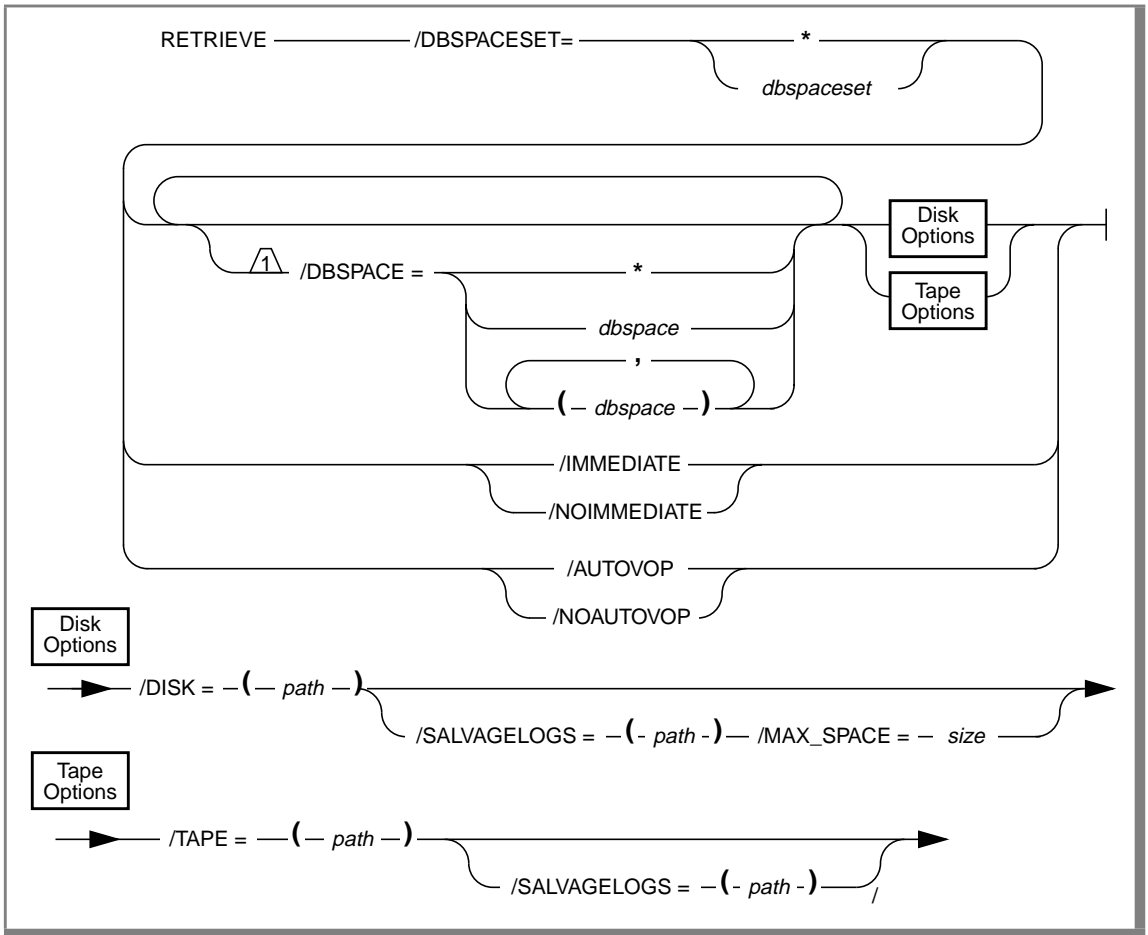 RETRIEVE /DBSPACESET= *
dbspaceset
Disk
Options
1 /DBSPACE = *
Tape
Options
dbspace
,
( dbspace )
/IMMEDIATE
/NOIMMEDIATE
/AUTOVOP
/NOAUTOVOP
Disk
Options
/DISK = ( path )
/SALVAGELOGS = ( path ) /MAX_SPACE = size
Tape
Options
/TAPE = ( path )
/SALVAGELOGS = ( path ) /